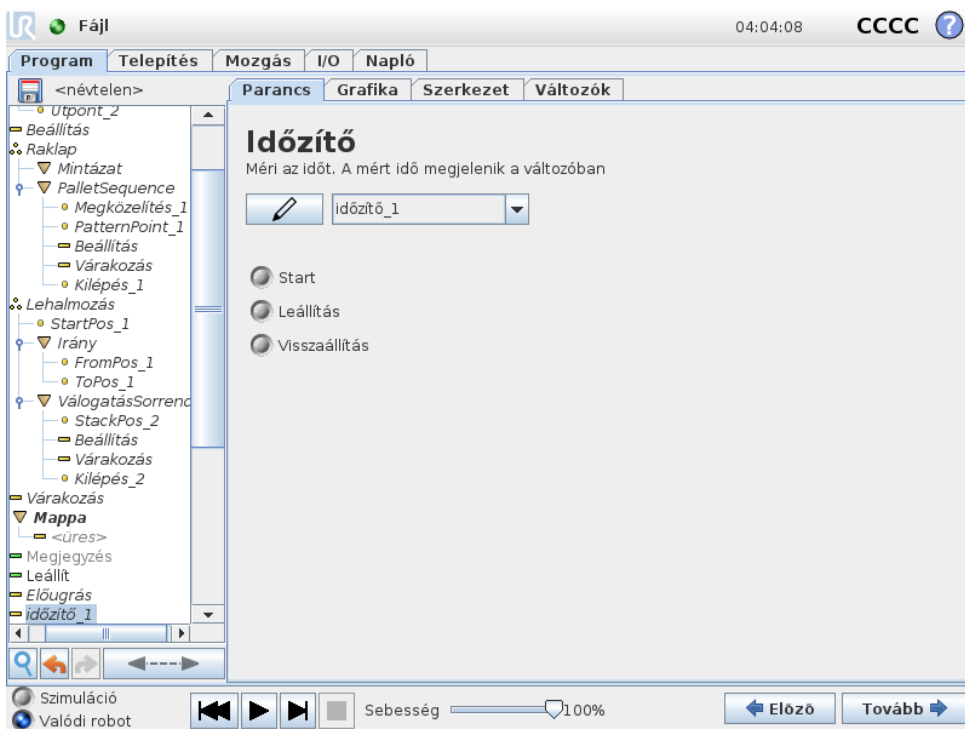 UR Fájl 04:04:08 CCCC ?
Program Telepítés Mozgás I/O Napló
<névtelen>
Parancs Grafika Szerkezet Változók
Útpont_2
Beállítás
Raklap
Mintázat
PalletSequence
Megközelítés_1
PatternPoint_1
Beállítás
Várakozás
Kilépés_1
Lehalmozás
StartPos_1
Irány
FromPos_1
ToPos_1
VálogatásSorrend
StackPos_2
Beállítás
Várakozás
Kilépés_2
Várakozás
Mappa
<üres>
Megjegyzés
Leállít
Előugrás
időzítő_1
Időzítő
Méri az időt. A mért idő megjelenik a változóban
időzítő_1
Start
Leállítás
Visszaállítás
Szimuláció
Valódi robot
Sebesség 100%
Előző Tovább